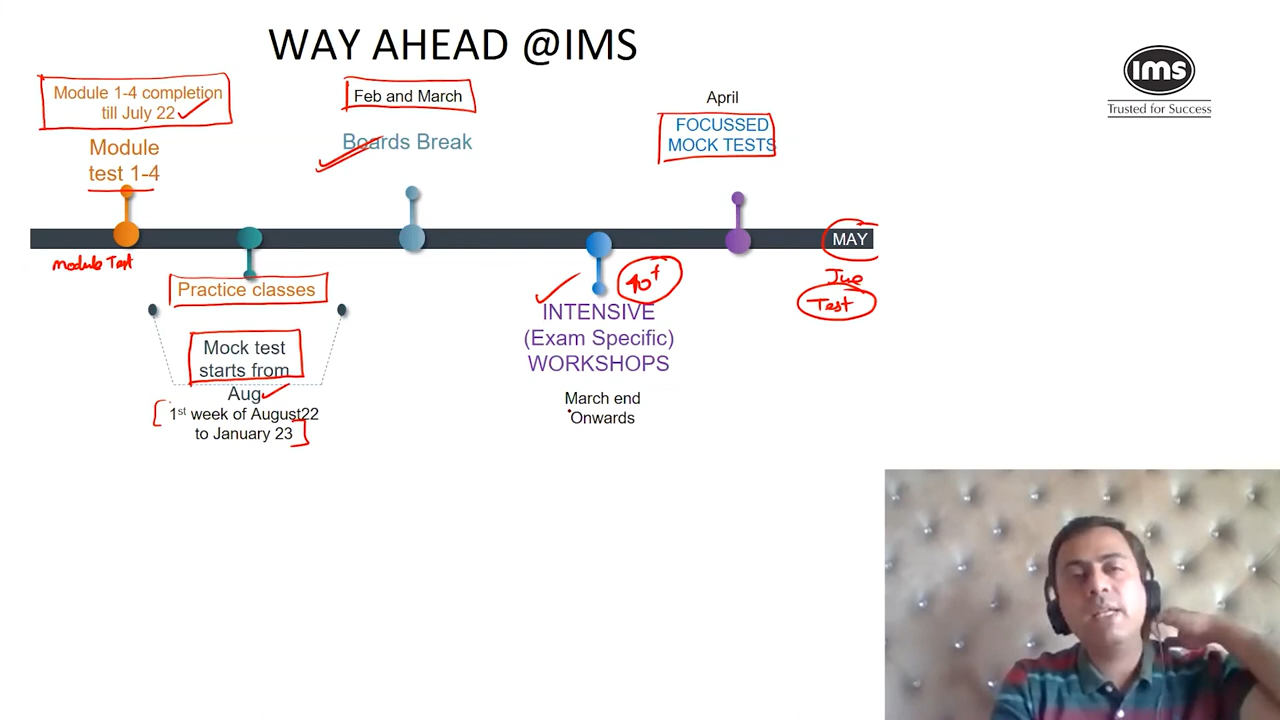 WAY AHEAD @IMS
ims
Trusted for Success
Module 1-4 completion
till July 22
Module
test 1-4
Feb and March
Boards Break
April
FOCUSSED
MOCK TESTS
MAY
Module Test
Practice classes
Mock test
starts from
Aug
1st week of August22
to January 23
40+
INTENSIVE
(Exam Specific)
WORKSHOPS
March end
Onwards
Test